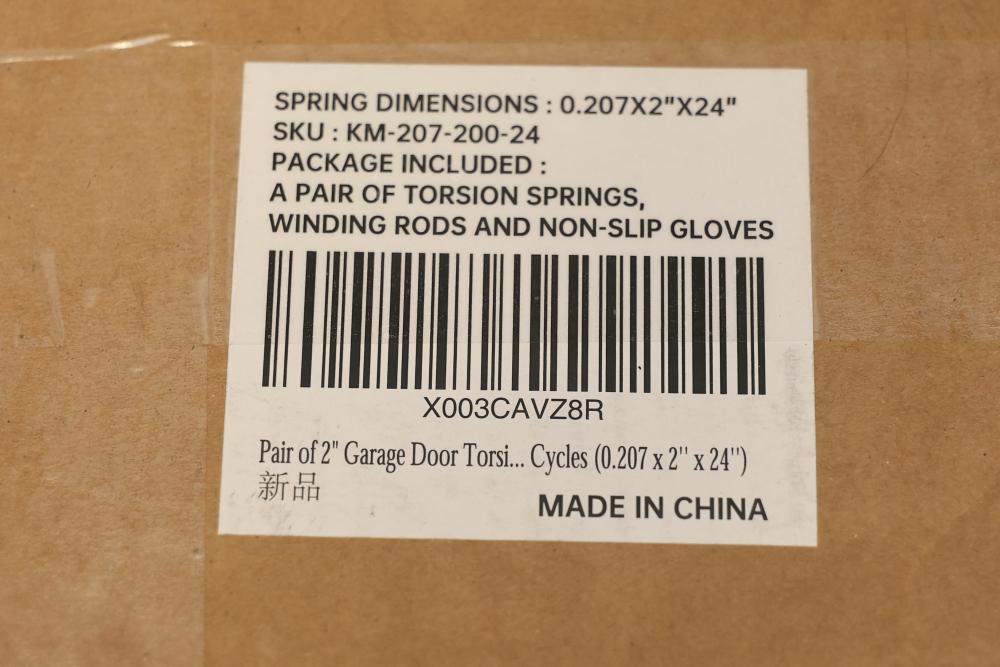 SPRING DIMENSIONS : 0.207X2"X24"
SKU : KM-207-200-24
PACKAGE INCLUDED :
A PAIR OF TORSION SPRINGS,
WINDING RODS AND NON-SLIP GLOVES
X003CAVZ8R
Pair of 2" Garage Door Torsi... Cycles (0.207 x 2'' x 24'')
新品
MADE IN CHINA